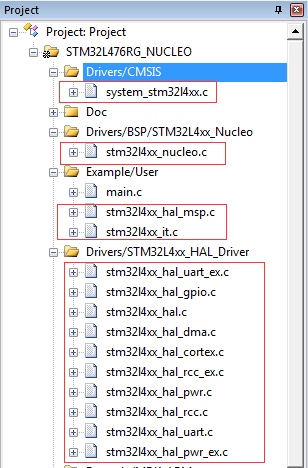 Project
Project: Project
STM32L476RG_NUCLEO
Drivers/CMSIS
system_stm32l4xx.c
Doc
Drivers/BSP/STM32L4xx_Nucleo
stm32l4xx_nucleo.c
Example/User
main.c
stm32l4xx_hal_msp.c
stm32l4xx_it.c
Drivers/STM32L4xx_HAL_Driver
stm32l4xx_hal_uart_ex.c
stm32l4xx_hal_gpio.c
stm32l4xx_hal.c
stm32l4xx_hal_dma.c
stm32l4xx_hal_cortex.c
stm32l4xx_hal_rcc_ex.c
stm32l4xx_hal_pwr.c
stm32l4xx_hal_rcc.c
stm32l4xx_hal_uart.c
stm32l4xx_hal_pwr_ex.c